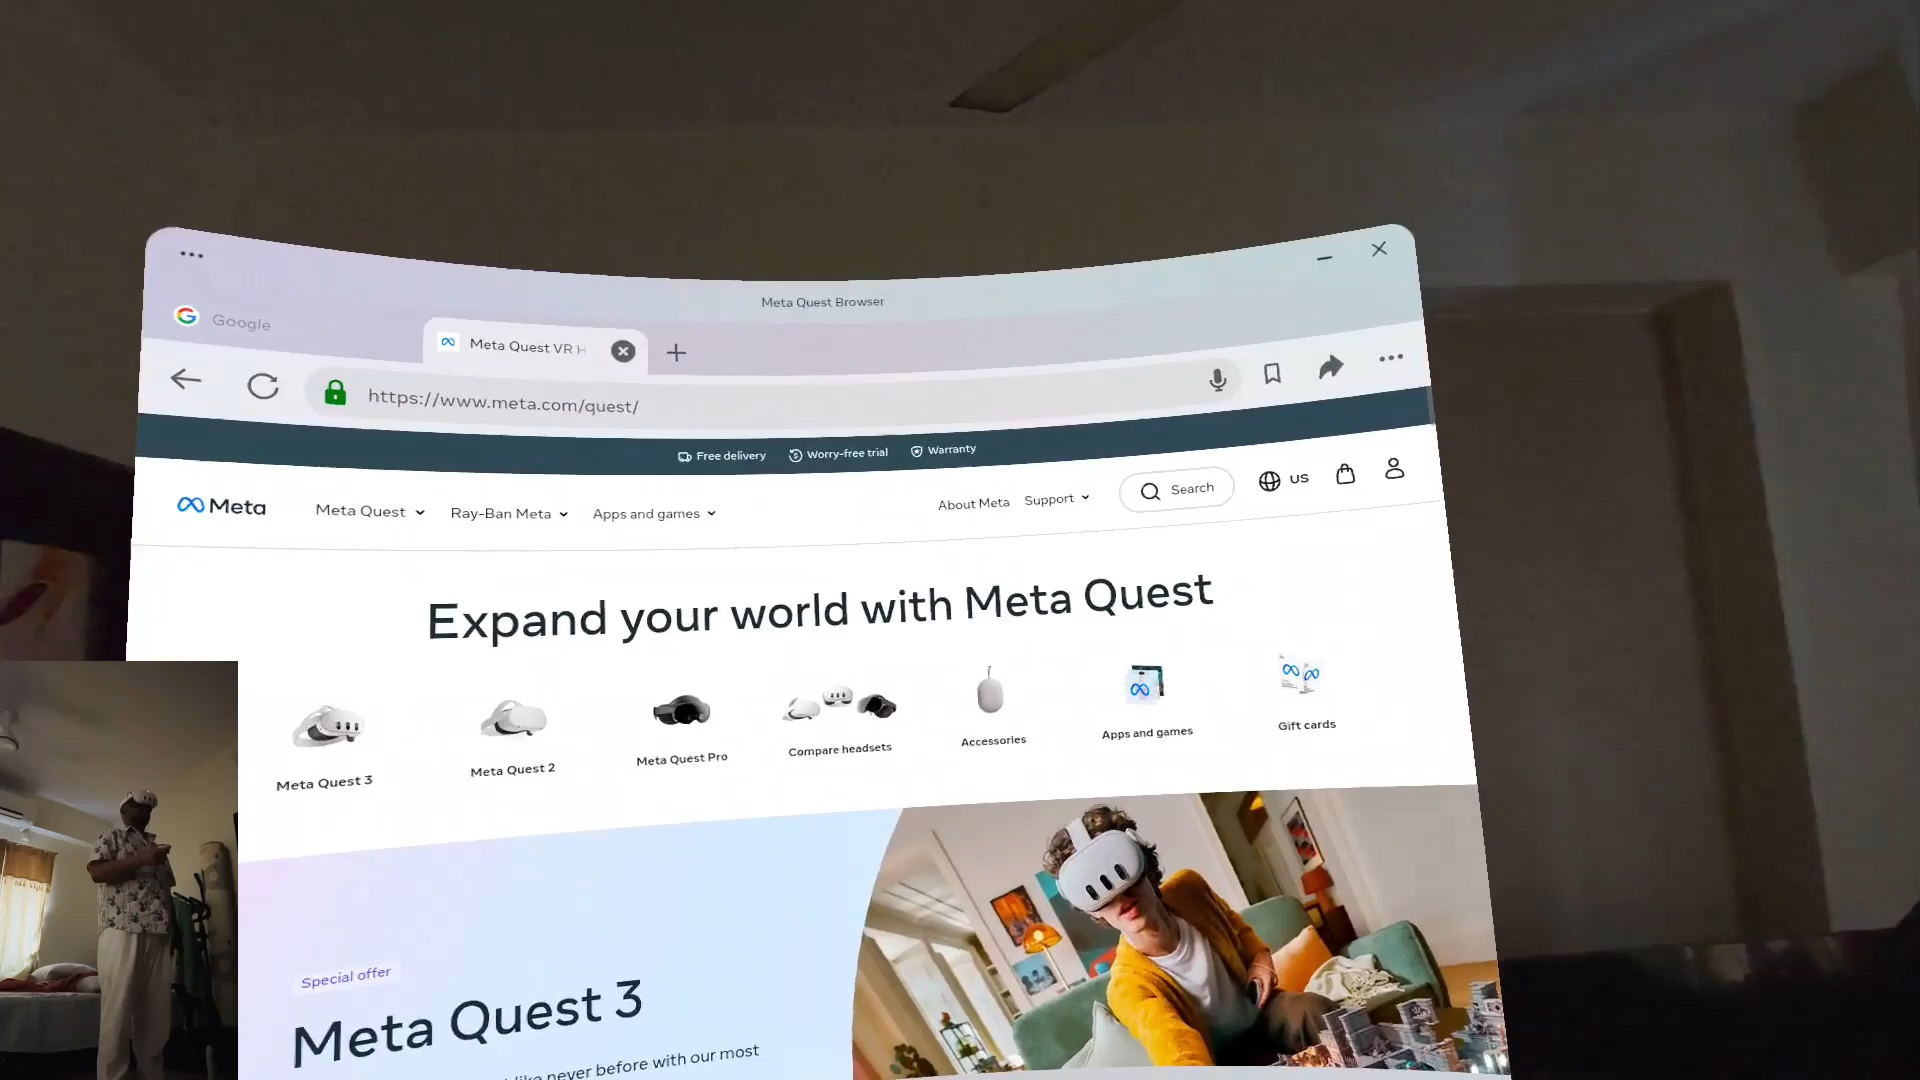 Meta Quest Browser
Google
Meta Quest VR H
https://www.meta.com/quest/
Free delivery
Worry-free trial
Warranty
Meta
Meta Quest
Ray-Ban Meta
Apps and games
About Meta
Support
Search
US
Expand your world with Meta Quest
Meta Quest 3
Meta Quest 2
Meta Quest Pro
Compare headsets
Accessories
Apps and games
Gift cards
Special offer
Meta Quest 3
like never before with our most